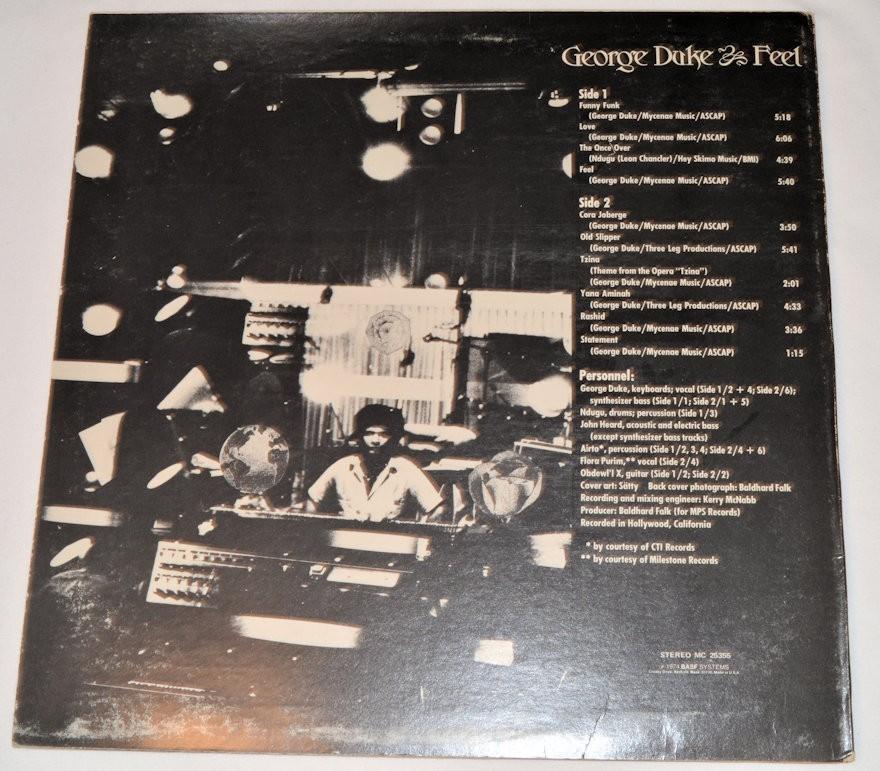 George Duke Feel
Side 1
Funny Funk
(George Duke/Mycenae Music/ASCAP) 5:18
Love
(George Duke/Mycenae Music/ASCAP) 6:06
The Once Over
(Ndugu (Leon Chancler)/Hey Skimo Music/BMI) 4:39
Feel
(George Duke/Mycenae Music/ASCAP) 5:40
Side 2
Cora Joberge
(George Duke/Mycenae Music/ASCAP) 3:50
Old Slipper
(George Duke/Three Leg Productions/ASCAP) 5:41
Tzina
(Theme from the Opera "Tzina")
(George Duke/Mycenae Music/ASCAP) 2:01
Yana Aminah
(George Duke/Three Leg Productions/ASCAP) 4:33
Rashid
(George Duke/Mycenae Music/ASCAP) 3:36
Statement
(George Duke/Mycenae Music/ASCAP) 1:15
Personnel:
George Duke, keyboards; vocal (Side 1/2 + 4; Side 2/6);
synthesizer bass (Side 1/1; Side 2/1 + 5)
Ndugu, drums; percussion (Side 1/3)
John Heard, acoustic and electric bass
(except synthesizer bass tracks)
Airto*, percussion (Side 1/2, 3, 4; Side 2/4 + 6)
Flora Purim,** vocal (Side 2/4)
Obdewl'l X, guitar (Side 1/2; Side 2/2)
Cover art: Sätty Back cover photograph: Baldhard Falk
Recording and mixing engineer: Kerry McNabb
Producer: Baldhard Falk (for MPS Records)
Recorded in Hollywood, California
* by courtesy of CTI Records
** by courtesy of Milestone Records
STEREO MC 25355
℗ 1974 BASF SYSTEMS
Made in U.S.A.